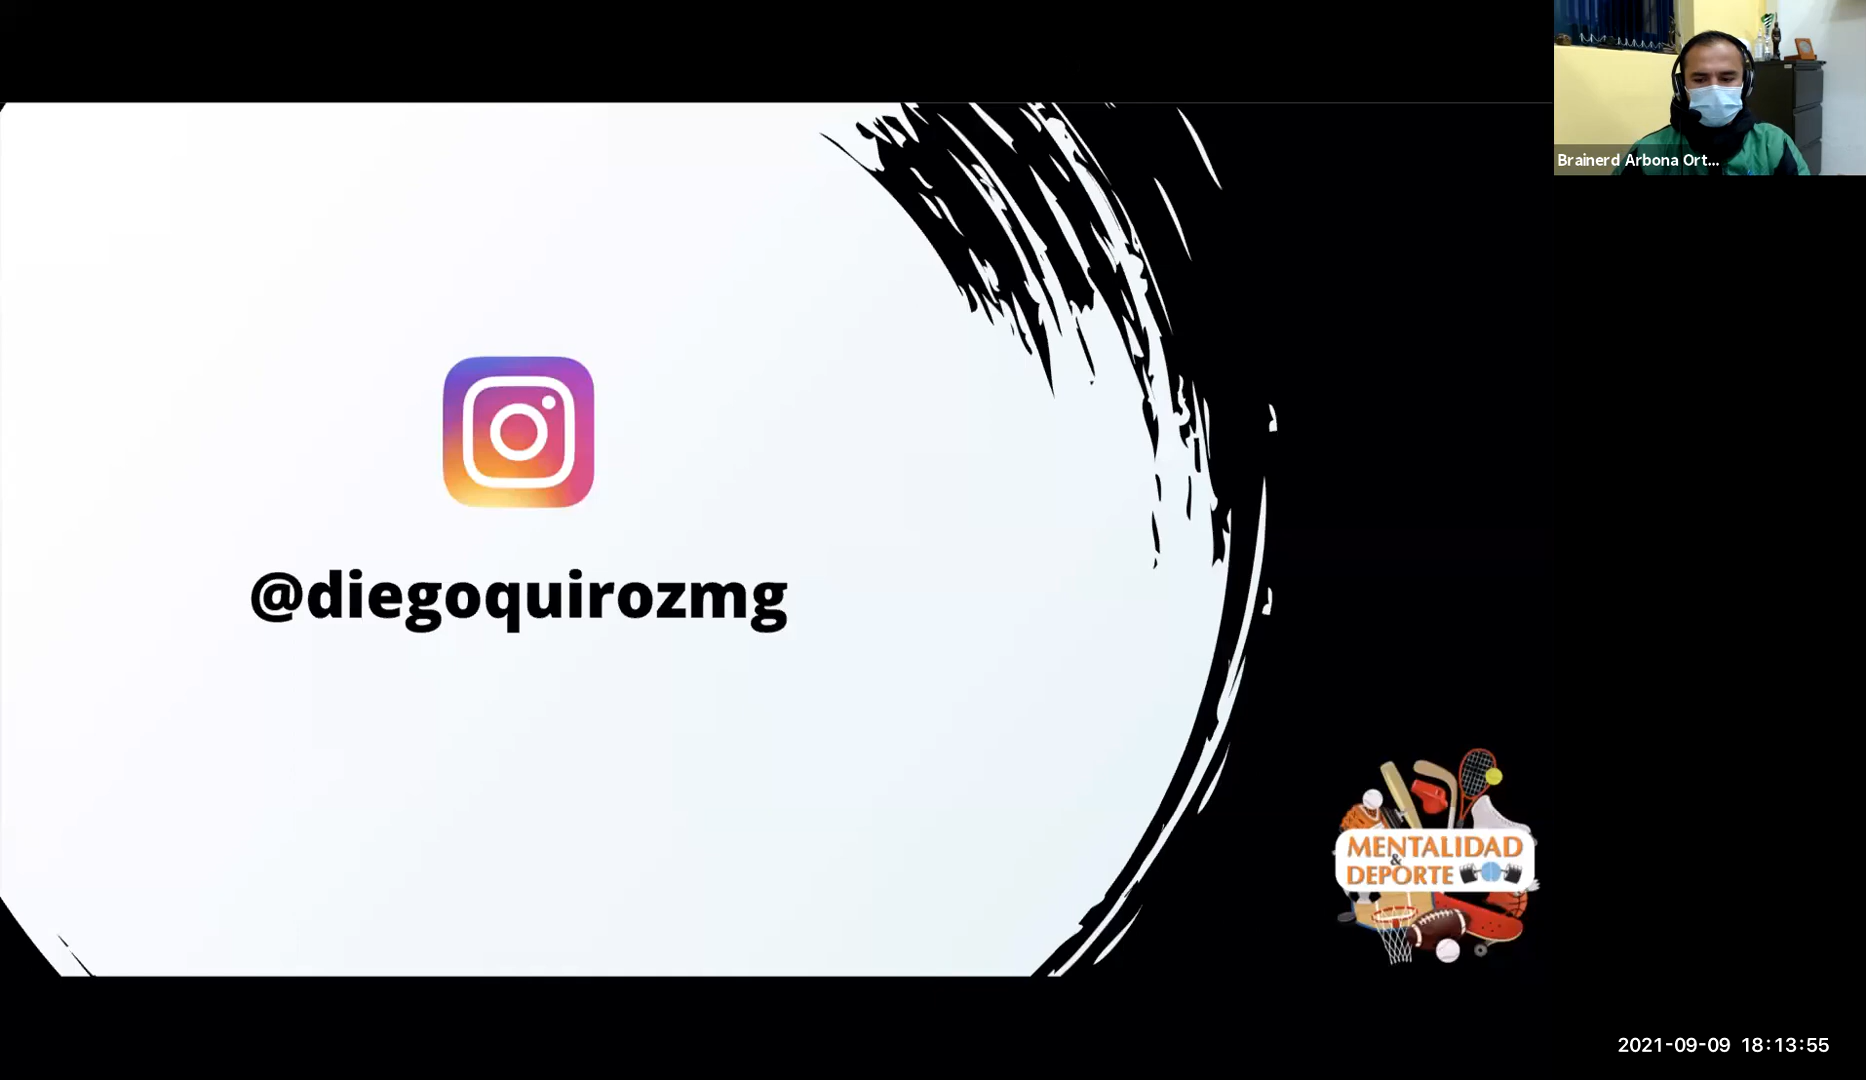 Brainerd Arbona Ort...
@diegoquirozmg
MENTALIDAD
&
DEPORTE
2021-09-09 18:13:55